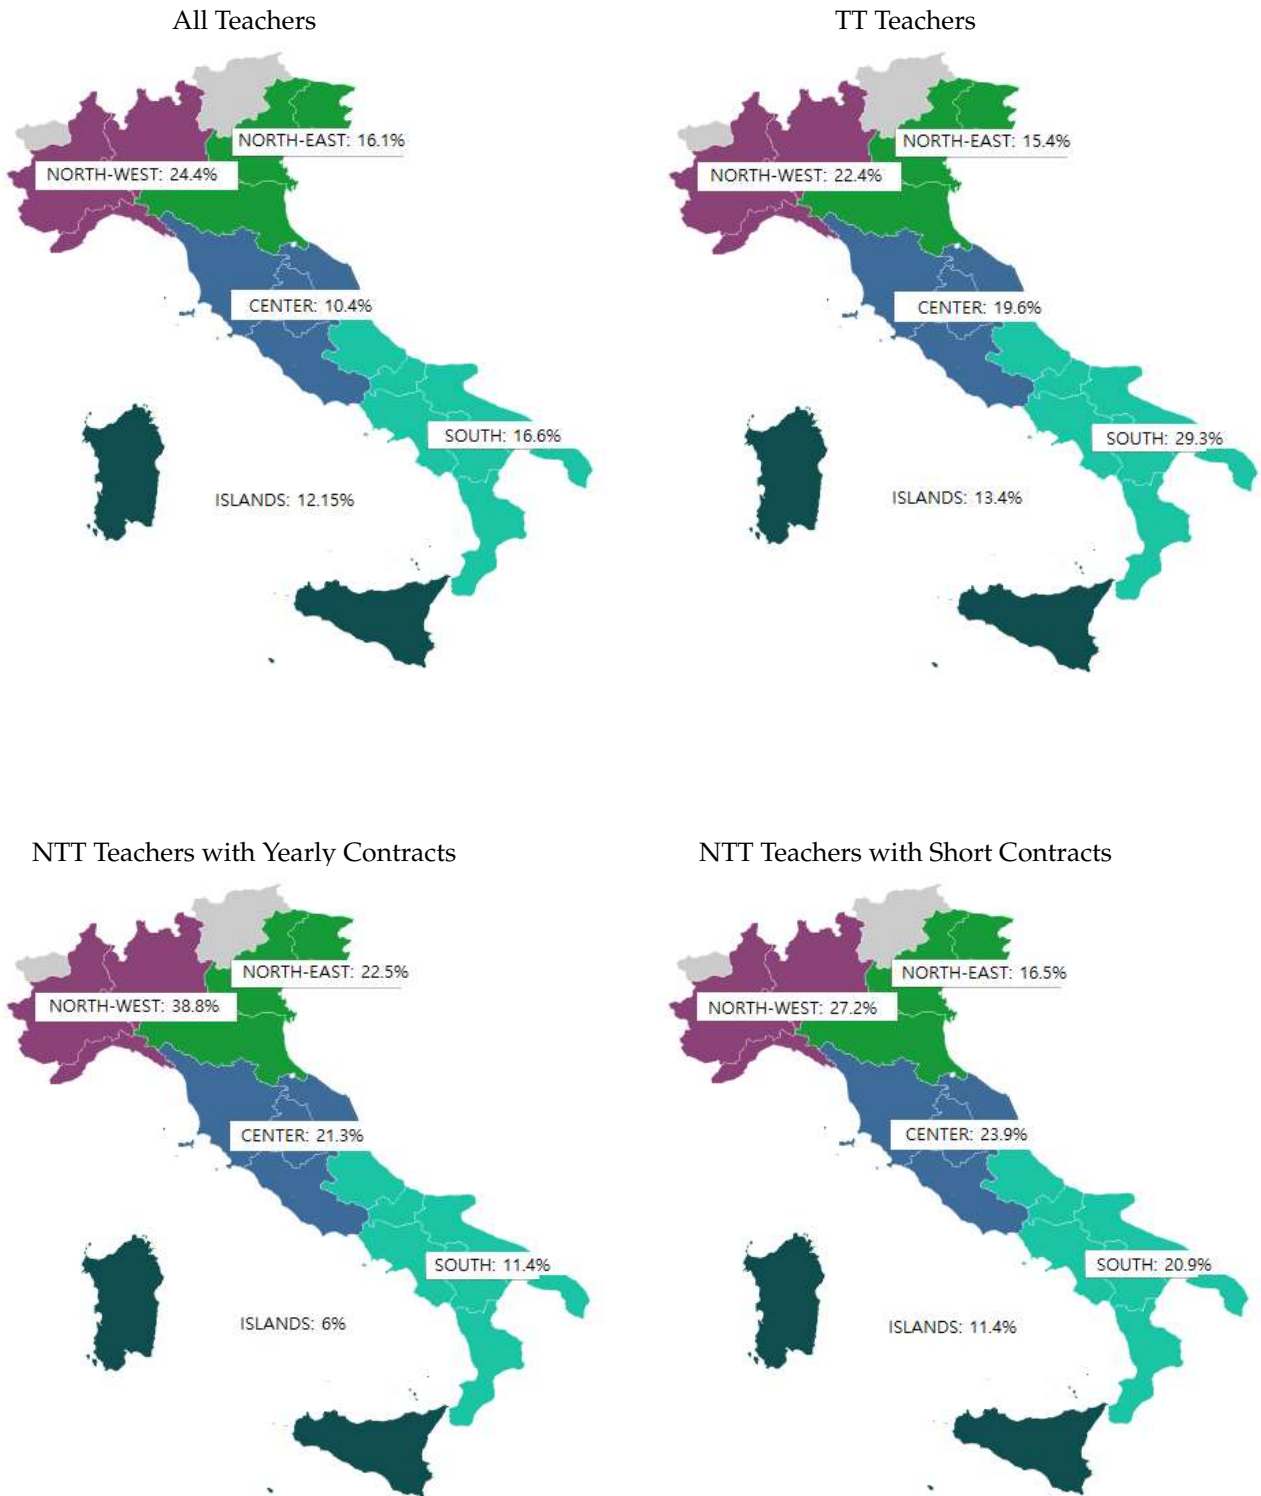 All Teachers
TT Teachers
NORTH-EAST: 16.1%
NORTH-WEST: 24.4%
CENTER: 10.4%
SOUTH: 16.6%
ISLANDS: 12.15%
NORTH-EAST: 15.4%
NORTH-WEST: 22.4%
CENTER: 19.6%
SOUTH: 29.3%
ISLANDS: 13.4%
NTT Teachers with Yearly Contracts
NTT Teachers with Short Contracts
NORTH-EAST: 22.5%
NORTH-WEST: 38.8%
CENTER: 21.3%
SOUTH: 11.4%
ISLANDS: 6%
NORTH-EAST: 16.5%
NORTH-WEST: 27.2%
CENTER: 23.9%
SOUTH: 20.9%
ISLANDS: 11.4%